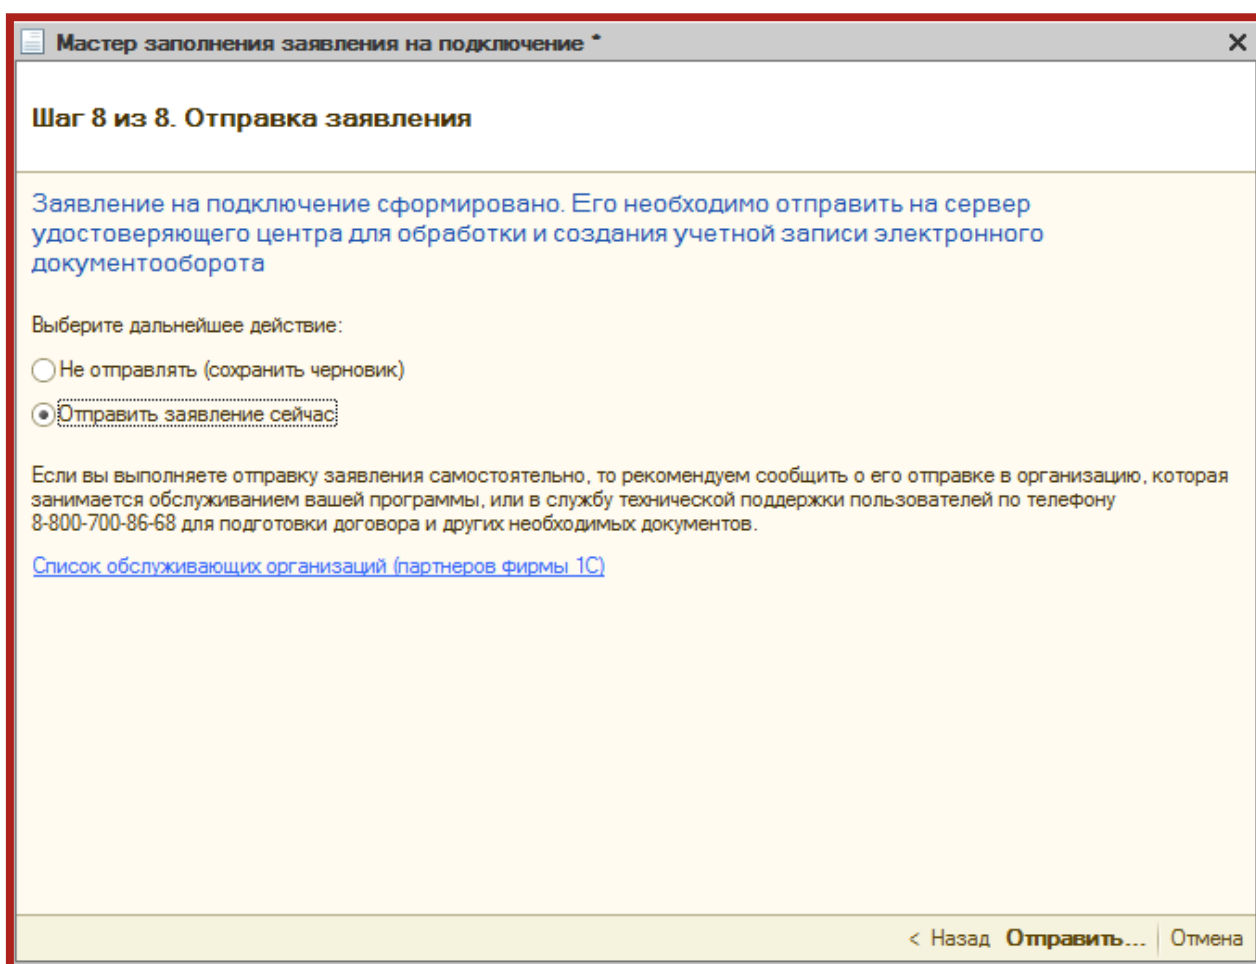 Мастер заполнения заявления на подключение *
Шаг 8 из 8. Отправка заявления
Заявление на подключение сформировано. Его необходимо отправить на сервер
удостоверяющего центра для обработки и создания учетной записи электронного
документооборота
Выберите дальнейшее действие:
Не отправлять (сохранить черновик)
Отправить заявление сейчас
Если вы выполняете отправку заявления самостоятельно, то рекомендуем сообщить о его отправке в организацию, которая
занимается обслуживанием вашей программы, или в службу технической поддержки пользователей по телефону
8-800-700-86-68 для подготовки договора и других необходимых документов.
Список обслуживающих организаций (партнеров фирмы 1С)
< Назад Отправить... Отмена